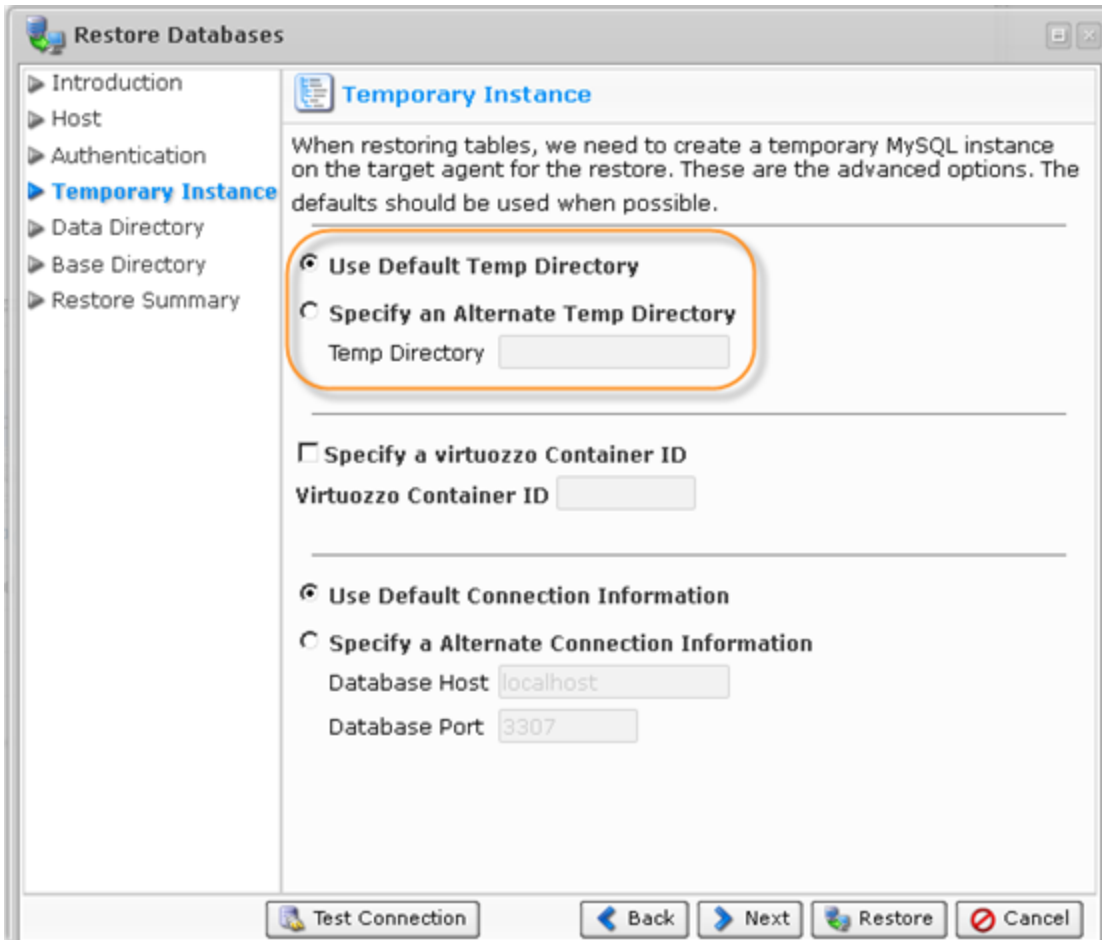 Restore Databases
Introduction
Host
Authentication
Temporary Instance
Data Directory
Base Directory
Restore Summary
Temporary Instance
When restoring tables, we need to create a temporary MySQL instance
on the target agent for the restore. These are the advanced options. The
defaults should be used when possible.
Use Default Temp Directory
Specify an Alternate Temp Directory
Temp Directory
Specify a virtuozzo Container ID
Virtuozzo Container ID
Use Default Connection Information
Specify a Alternate Connection Information
Database Host localhost
Database Port 3307
Test Connection
Back
Next
Restore
Cancel